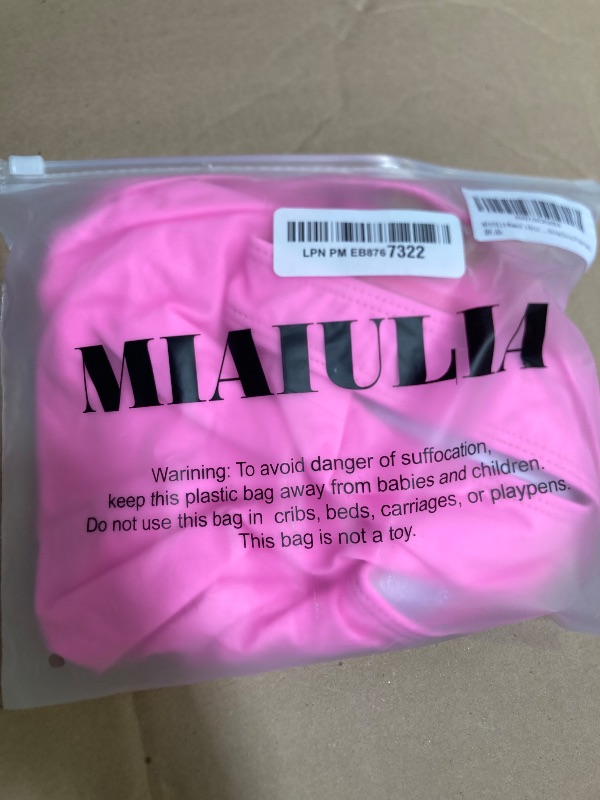 LPN PM EB8767322
MIAIULIA
Warining: To avoid danger of suffocation,
keep this plastic bag away from babies and children.
Do not use this bag in cribs, beds, carriages, or playpens.
This bag is not a toy.